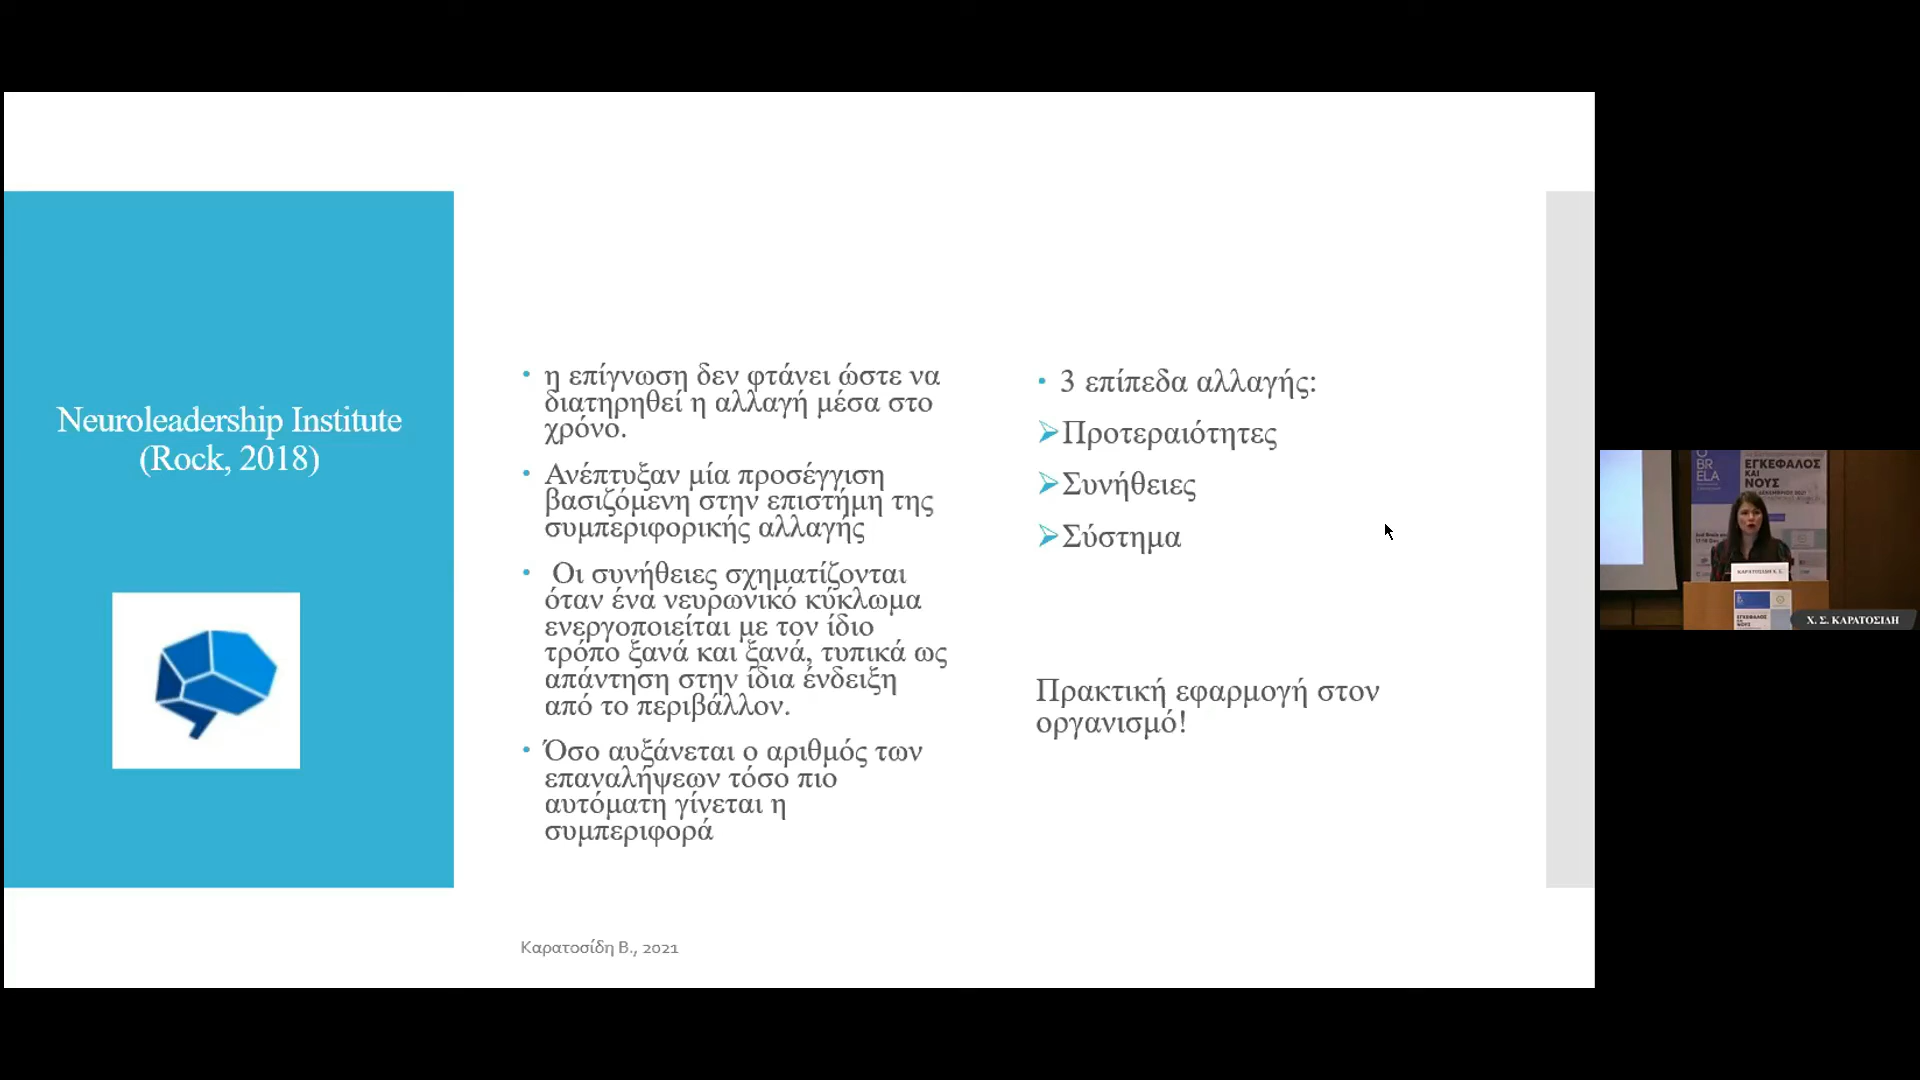 Neuroleadership Institute
(Rock, 2018)
• η επίγνωση δεν φτάνει ώστε να
διατηρηθεί η αλλαγή μέσα στο
χρόνο.
• Ανέπτυξαν μία προσέγγιση
βασιζόμενη στην επιστήμη της
συμπεριφορικής αλλαγής
• Οι συνήθειες σχηματίζονται
όταν ένα νευρωνικό κύκλωμα
ενεργοποιείται με τον ίδιο
τρόπο ξανά και ξανά, τυπικά ως
απάντηση στην ίδια ένδειξη
από το περιβάλλον.
• Όσο αυξάνεται ο αριθμός των
επαναλήψεων τόσο πιο
αυτόματη γίνεται η
συμπεριφορά
• 3 επίπεδα αλλαγής:
➢Προτεραιότητες
➢Συνήθειες
➢Σύστημα
Πρακτική εφαρμογή στον
οργανισμό!
Καρατοσίδη Β., 2021
BRELA
ΕΓΚΕΦΑΛΟΣ
ΚΑΙ
ΝΟΥΣ
Χ. Σ. ΚΑΡΑΤΟΣΙΔΗ